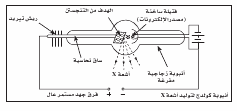 ريش تبريد
الهدف من التنجستن
فتيلة ساخنة
(مصدر الإلكترونات)
ساق نحاسية
أشعة X
أنبوبة زجاجية
مفرغة
فرق جهد مستمر عال
- +
أنبوبة كولدج لتوليد أشعة X